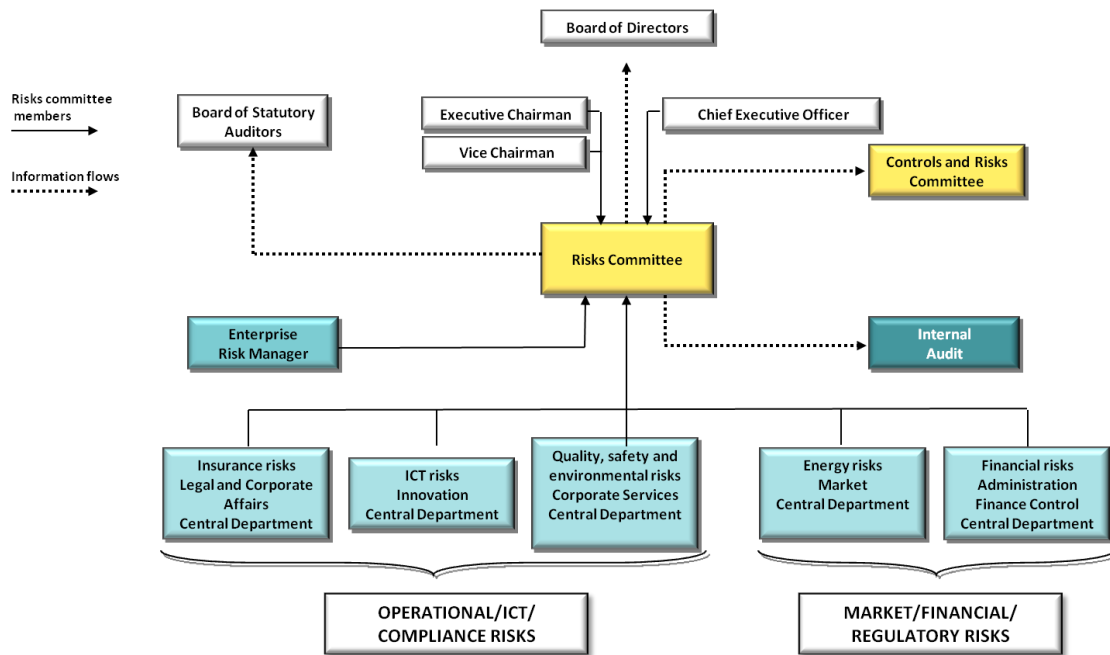 Board of Directors
Risks committee
members
Board of Statutory
Auditors
Executive Chairman
Chief Executive Officer
Vice Chairman
Information flows
Controls and Risks
Committee
Risks Committee
Enterprise
Risk Manager
Internal
Audit
Insurance risks
Legal and Corporate
Affairs
Central Department
ICT risks
Innovation
Central Department
Quality, safety and
environmental risks
Corporate Services
Central Department
Energy risks
Market
Central Department
Financial risks
Administration
Finance Control
Central Department
OPERATIONAL/ICT/
COMPLIANCE RISKS
MARKET/FINANCIAL/
REGULATORY RISKS